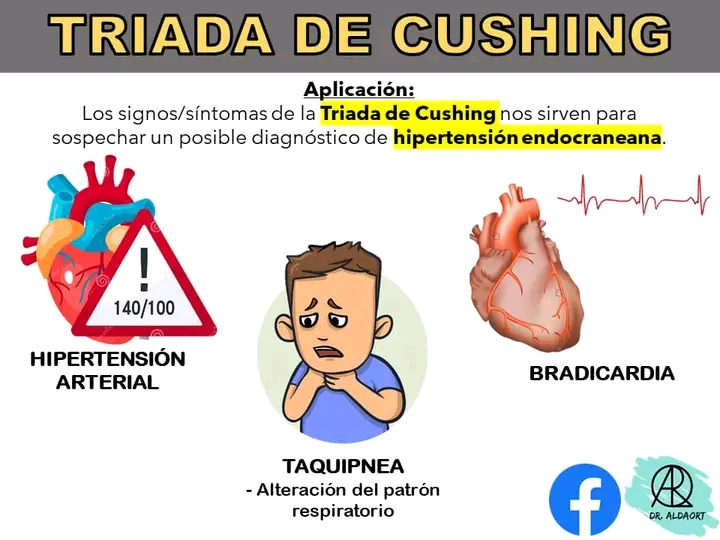 TRIADA DE CUSHING
Aplicación:
Los signos/síntomas de la Triada de Cushing nos sirven para
sospechar un posible diagnóstico de hipertensión endocraneana.
!
140/100
HIPERTENSIÓN
ARTERIAL
BRADICARDIA
TAQUIPNEA
- Alteración del patrón
respiratorio
DR. ALDAORT